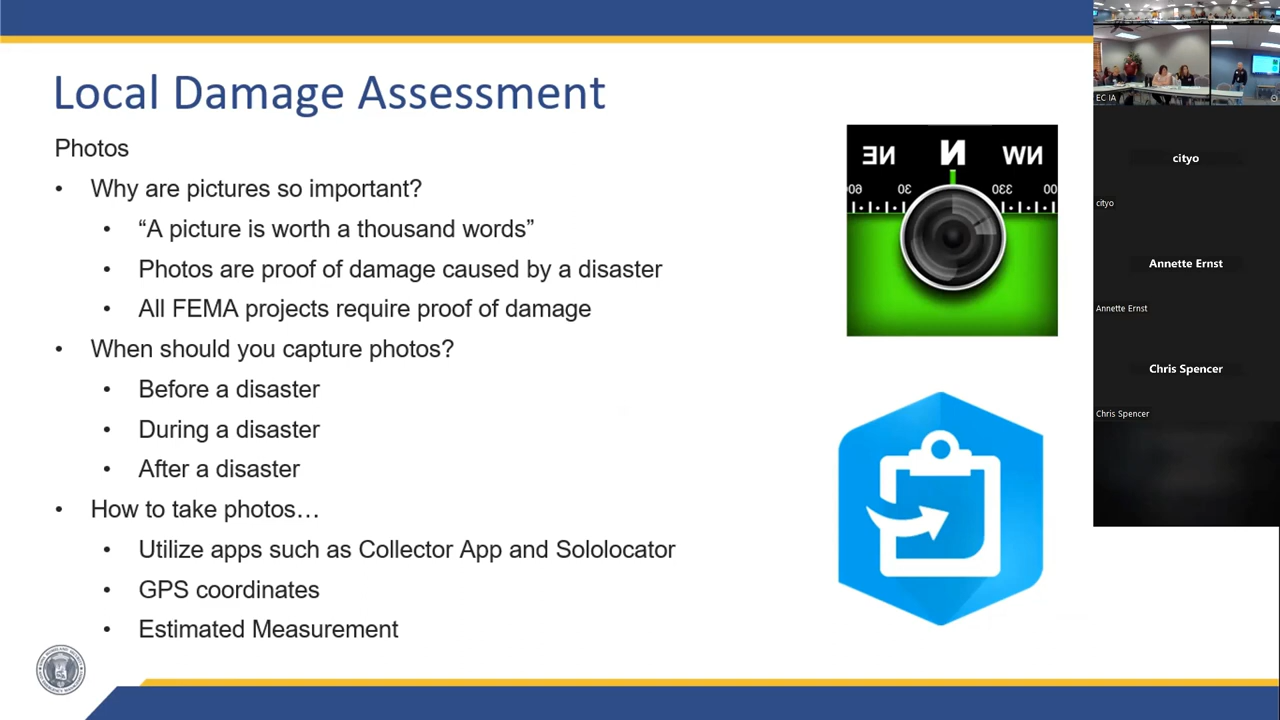 Local Damage Assessment
Photos
• Why are pictures so important?
• “A picture is worth a thousand words”
• Photos are proof of damage caused by a disaster
• All FEMA projects require proof of damage
• When should you capture photos?
• Before a disaster
• During a disaster
• After a disaster
• How to take photos…
• Utilize apps such as Collector App and Sololocator
• GPS coordinates
• Estimated Measurement
NE N NW
60 30 330 00
EC IA
cityo
cityo
Annette Ernst
Annette Ernst
Chris Spencer
Chris Spencer